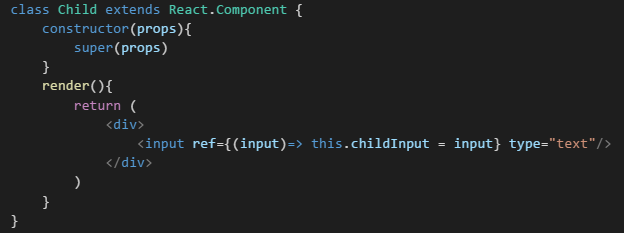 class Child extends React.Component {
    constructor(props){
        super(props)
    }
    render(){
        return (
            <div>
                <input ref={(input)=> this.childInput = input} type="text"/>
            </div>
        )
    }
}